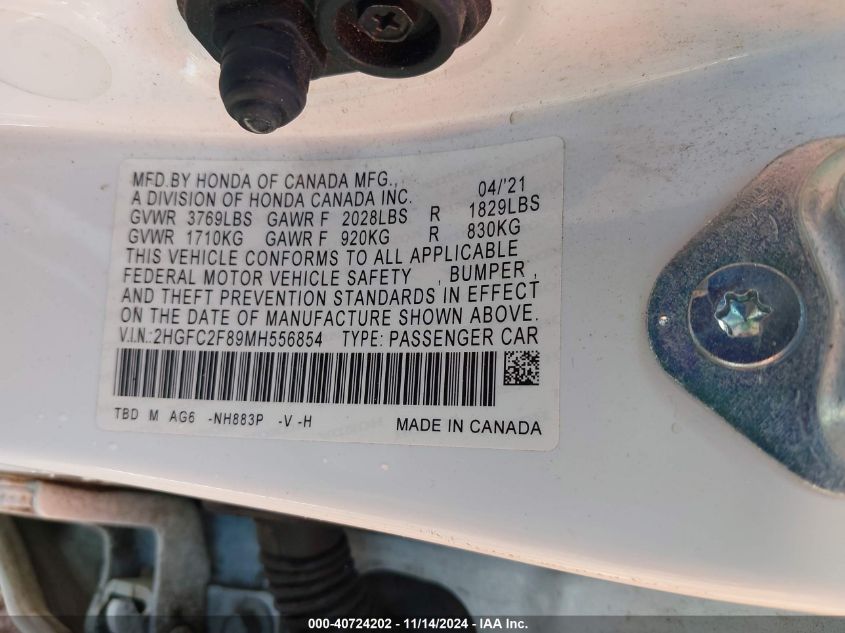 MFD.BY HONDA OF CANADA MFG.,
A DIVISION OF HONDA CANADA INC. 04/'21
GVWR 3769LBS GAWR F 2028LBS R 1829LBS
GVWR 1710KG GAWR F 920KG R 830KG
THIS VEHICLE CONFORMS TO ALL APPLICABLE
FEDERAL MOTOR VEHICLE SAFETY , BUMPER ,
AND THEFT PREVENTION STANDARDS IN EFFECT
ON THE DATE OF MANUFACTURE SHOWN ABOVE.
V.I.N.:2HGFC2F89MH556854 TYPE: PASSENGER CAR
TBD M AG6 -NH883P -V -H MADE IN CANADA
000-40724202 - 11/14/2024 - IAA Inc.